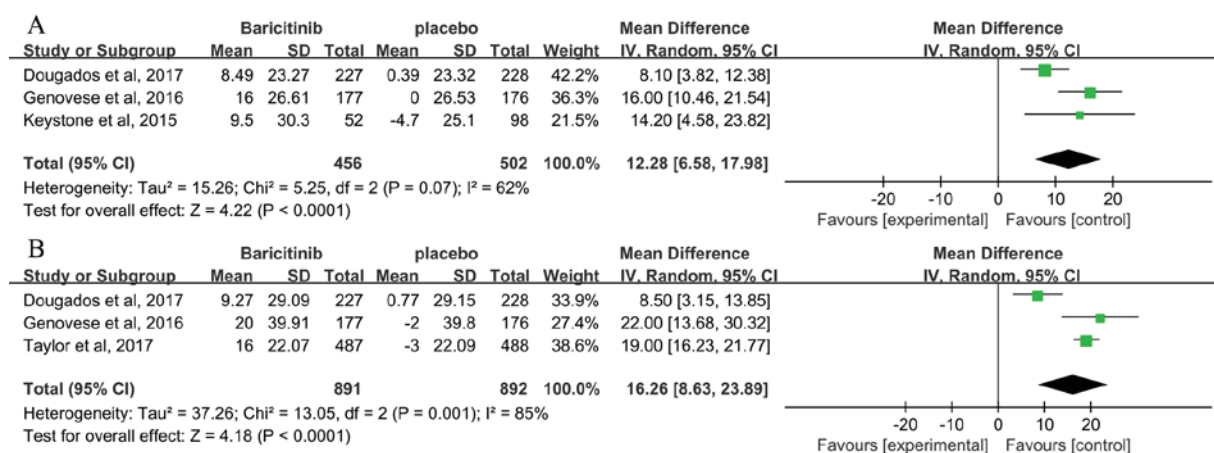 A
Baricitinib placebo Mean Difference Mean Difference
Study or Subgroup Mean SD Total Mean SD Total Weight IV, Random, 95% CI IV, Random, 95% CI
Dougados et al, 2017 8.49 23.27 227 0.39 23.32 228 42.2% 8.10 [3.82, 12.38]
Genovese et al, 2016 16 26.61 177 0 26.53 176 36.3% 16.00 [10.46, 21.54]
Keystone et al, 2015 9.5 30.3 52 -4.7 25.1 98 21.5% 14.20 [4.58, 23.82]
Total (95% CI) 456 502 100.0% 12.28 [6.58, 17.98]
Heterogeneity: Tau² = 15.26; Chi² = 5.25, df = 2 (P = 0.07); I² = 62%
Test for overall effect: Z = 4.22 (P < 0.0001)
-20 -10 0 10 20
Favours [experimental] Favours [control]
B
Baricitinib placebo Mean Difference Mean Difference
Study or Subgroup Mean SD Total Mean SD Total Weight IV, Random, 95% CI IV, Random, 95% CI
Dougados et al, 2017 9.27 29.09 227 0.77 29.15 228 33.9% 8.50 [3.15, 13.85]
Genovese et al, 2016 20 39.91 177 -2 39.8 176 27.4% 22.00 [13.68, 30.32]
Taylor et al, 2017 16 22.07 487 -3 22.09 488 38.6% 19.00 [16.23, 21.77]
Total (95% CI) 891 892 100.0% 16.26 [8.63, 23.89]
Heterogeneity: Tau² = 37.26; Chi² = 13.05, df = 2 (P = 0.001); I² = 85%
Test for overall effect: Z = 4.18 (P < 0.0001)
-20 -10 0 10 20
Favours [experimental] Favours [control]